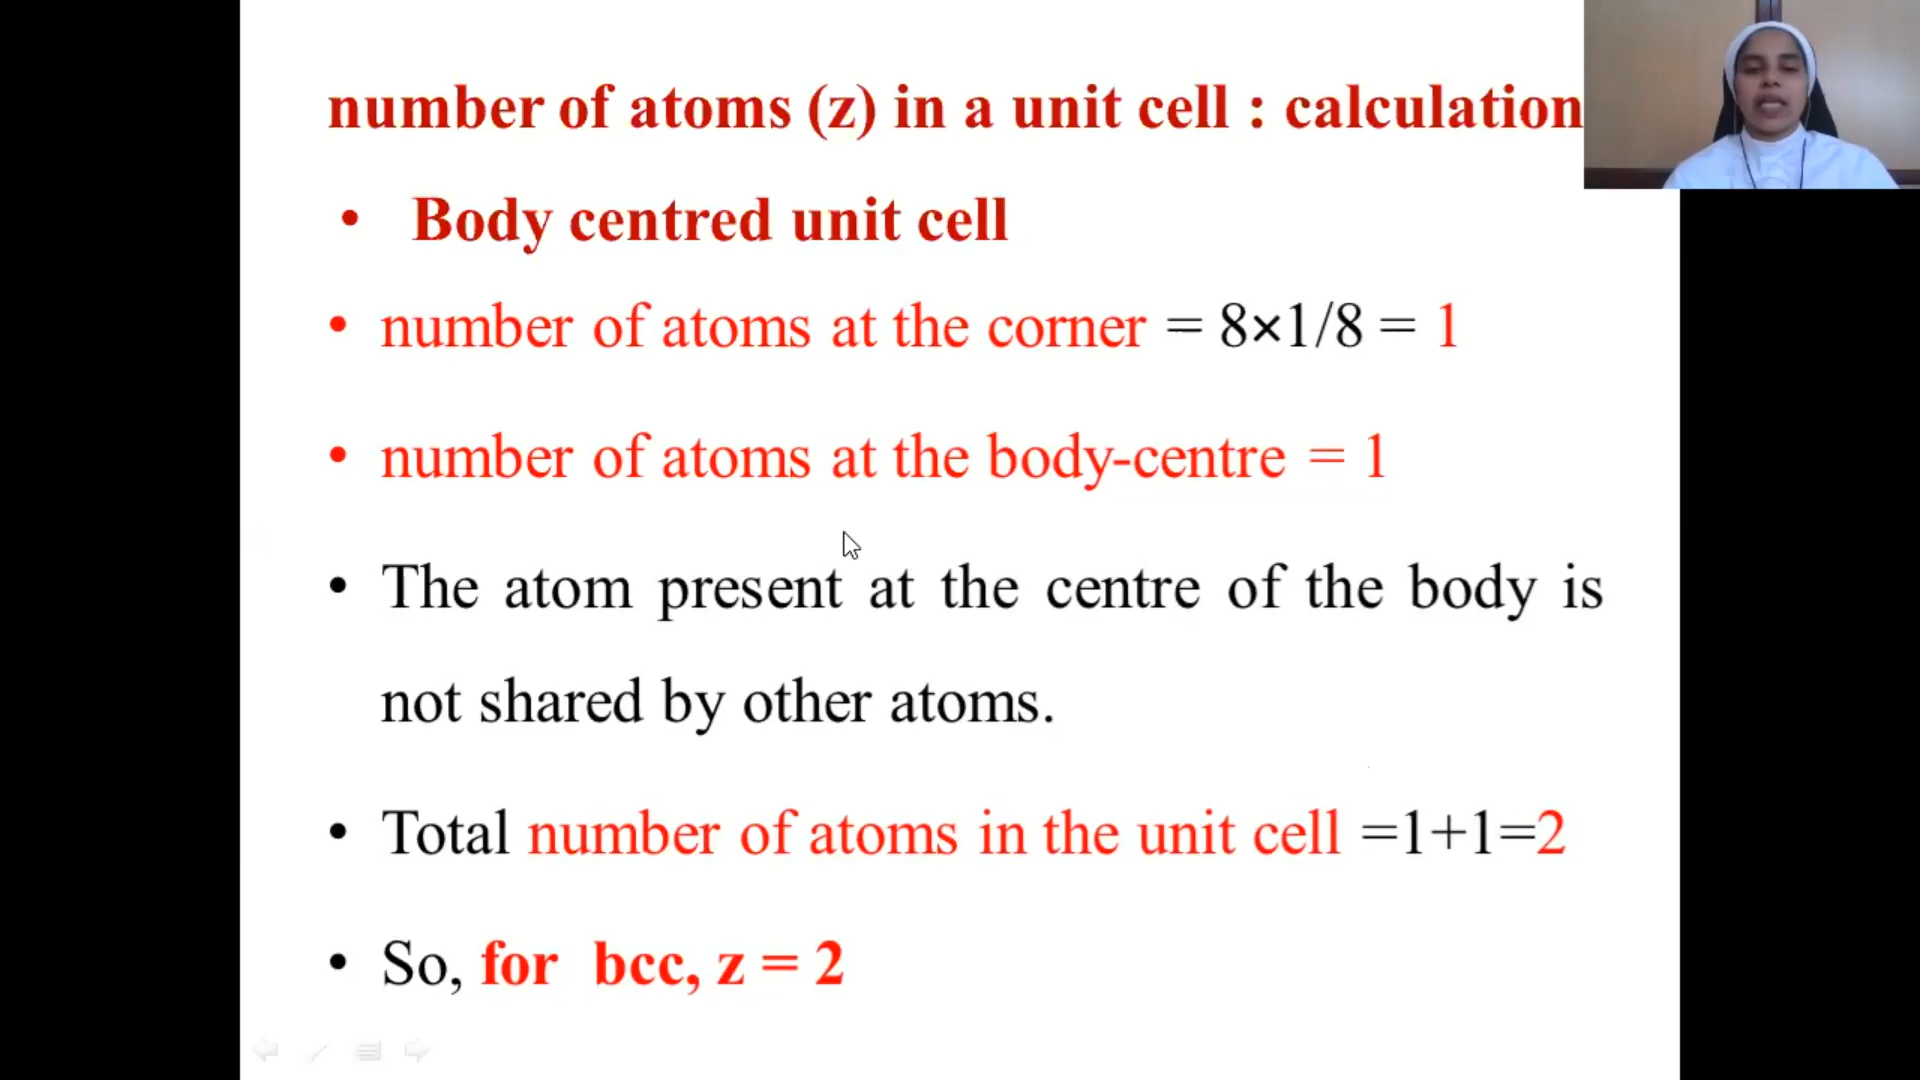 number of atoms (z) in a unit cell : calculation
• Body centred unit cell
• number of atoms at the corner = 8×1/8 = 1
• number of atoms at the body-centre = 1
• The atom present at the centre of the body is
not shared by other atoms.
• Total number of atoms in the unit cell =1+1=2
• So, for bcc, z = 2